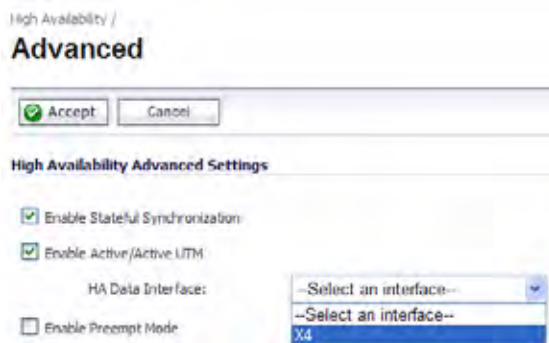 High Availability /
Advanced
Accept Cancel
High Availability Advanced Settings
Enable Stateful Synchronization
Enable Active/Active UTM
HA Data Interface: --Select an interface--
--Select an interface--
Enable Preempt Mode
X4